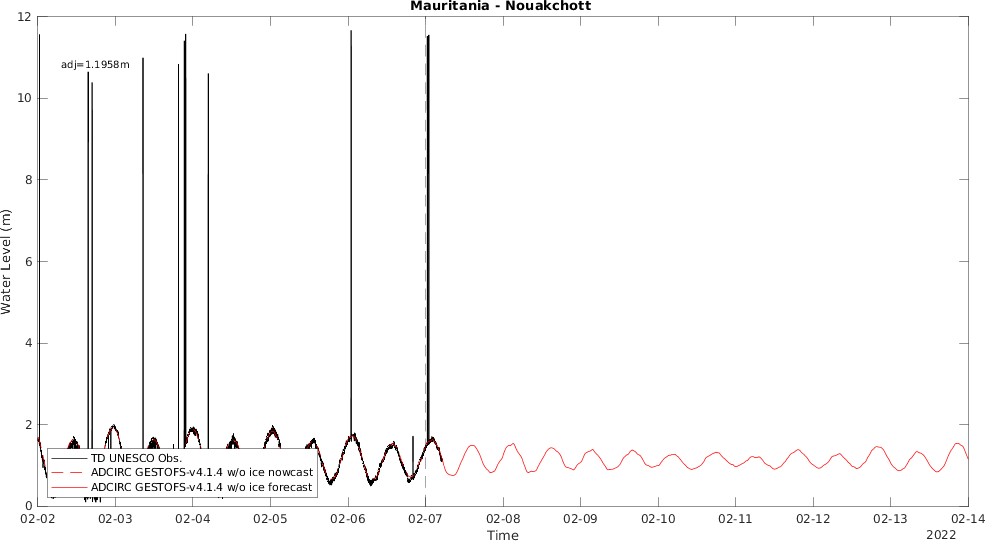 Mauritania - Nouakchott
12
10
8
6
4
2
0
Water Level (m)
adj=1.1958m
TD UNESCO Obs.
ADCIRC GESTOFS-v4.1.4 w/o ice nowcast
ADCIRC GESTOFS-v4.1.4 w/o ice forecast
02-02 02-03 02-04 02-05 02-06 02-07 02-08 02-09 02-10 02-11 02-12 02-13 02-14
Time
2022